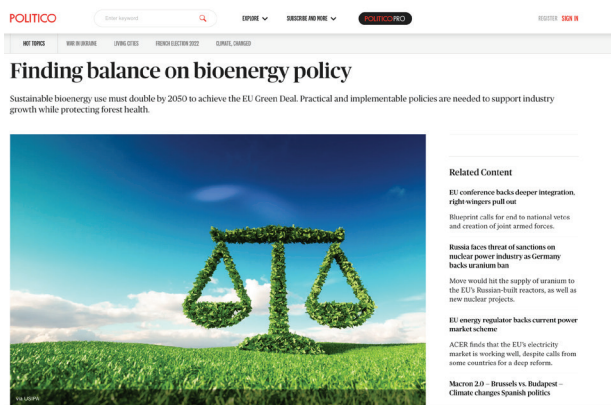 POLITICO
Enter keyword
EXPLORE
SUBSCRIBE AND MORE
POLITICOPRO
REGISTER SIGN IN
HOT TOPICS
WAR IN UKRAINE
LIVING CITIES
FRENCH ELECTION 2022
CLIMATE, CHANGED
Finding balance on bioenergy policy
Sustainable bioenergy use must double by 2050 to achieve the EU Green Deal. Practical and implementable policies are needed to support industry
growth while protecting forest health.
Via USIPA
Related Content
EU conference backs deeper integration,
right-wingers pull out
Blueprint calls for end to national vetos
and creation of joint armed forces.
Russia faces threat of sanctions on
nuclear power industry as Germany
backs uranium ban
Move would hit the supply of uranium to
the EU's Russian-built reactors, as well as
new nuclear projects.
EU energy regulator backs current power
market scheme
ACER finds that the EU's electricity
market is working well, despite calls from
some countries for a deep reform.
Macron 2.0 – Brussels vs. Budapest –
Climate changes Spanish politics